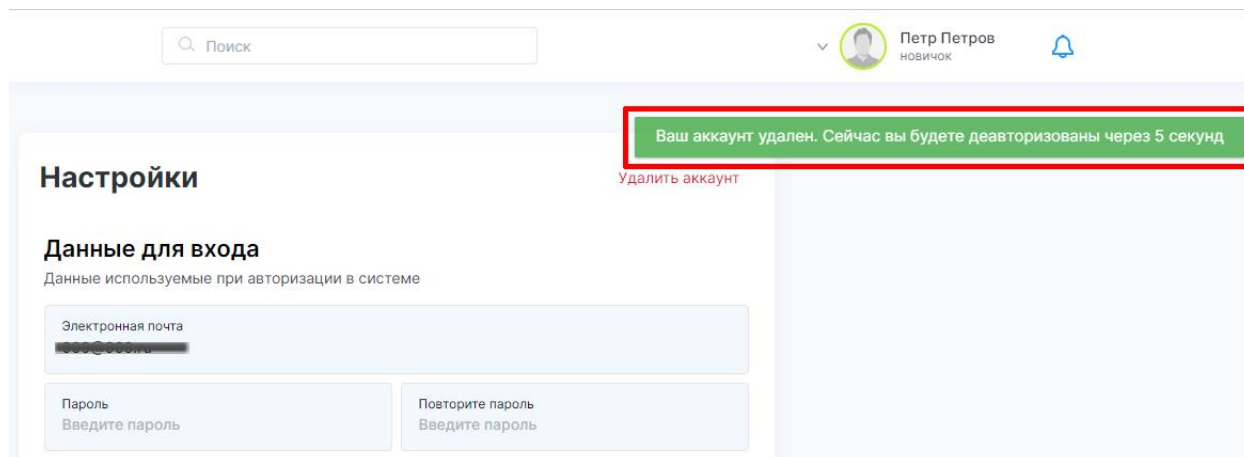 Поиск
Петр Петров
новичок
Ваш аккаунт удален. Сейчас вы будете деавторизованы через 5 секунд
Настройки
Удалить аккаунт
Данные для входа
Данные используемые при авторизации в системе
Электронная почта
Пароль
Введите пароль
Повторите пароль
Введите пароль